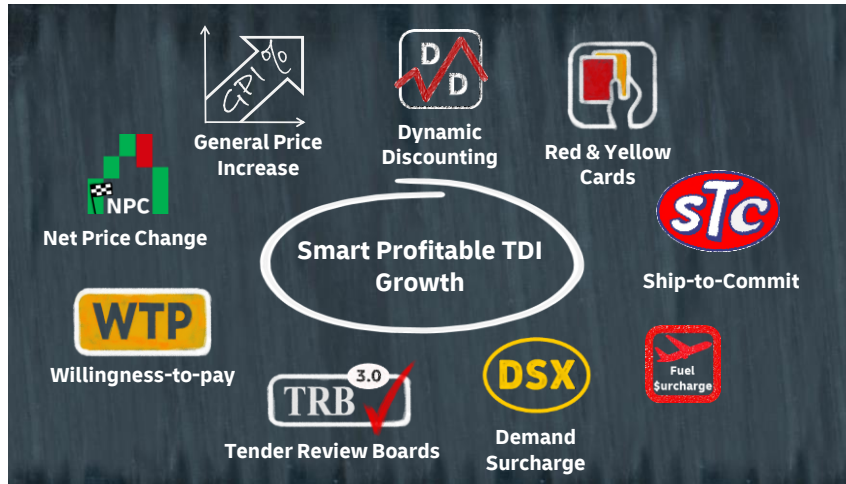 GPI %
General Price
Increase
D
D
Dynamic
Discounting
Red & Yellow
Cards
NPC
Net Price Change
STC
Ship-to-Commit
Smart Profitable TDI
Growth
WTP
Willingness-to-pay
Fuel
$urcharge
TRB 3.0
Tender Review Boards
DSX
Demand
Surcharge